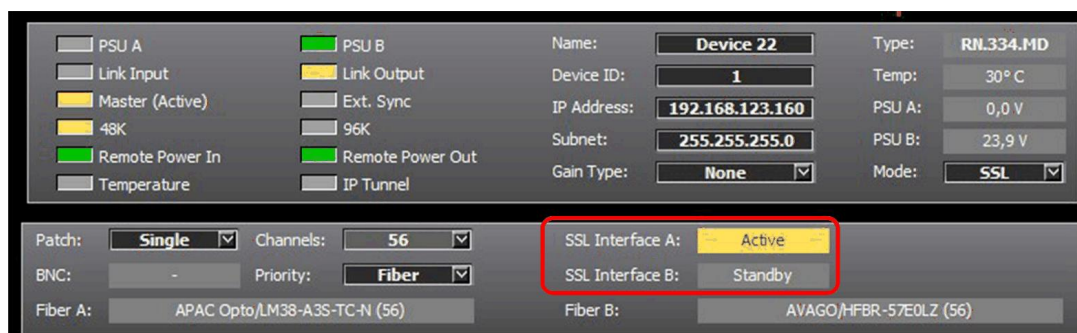 PSU A PSU B Name: Device 22 Type: RN.334.MD
Link Input Link Output Device ID: 1 Temp: 30° C
Master (Active) Ext. Sync IP Address: 192.168.123.160 PSU A: 0,0 V
48K 96K Subnet: 255.255.255.0 PSU B: 23,9 V
Remote Power In Remote Power Out Gain Type: None Mode: SSL
Temperature IP Tunnel
Patch: Single Channels: 56 SSL Interface A: Active
BNC: - Priority: Fiber SSL Interface B: Standby
Fiber A: APAC Opto/LM38-A3S-TC-N (56) Fiber B: AVAGO/HFBR-57E0LZ (56)